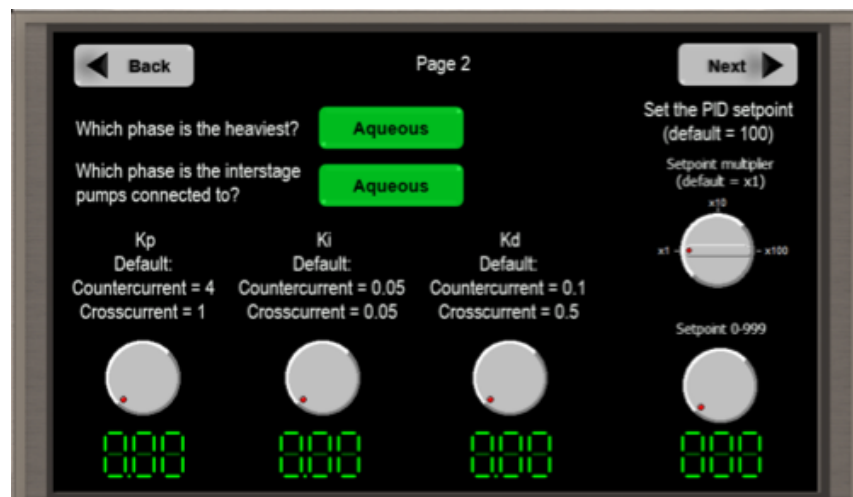 Back
Page 2
Next
Which phase is the heaviest?
Aqueous
Which phase is the interstage
pumps connected to?
Aqueous
Set the PID setpoint
(default = 100)
Setpoint multipler
(default = x1)
x10
x1
x100
Kp
Default:
Countercurrent = 4
Crosscurrent = 1
Ki
Default:
Countercurrent = 0.05
Crosscurrent = 0.05
Kd
Default:
Countercurrent = 0.1
Crosscurrent = 0.5
Setpoint 0-999
0.00
0.00
0.00
000